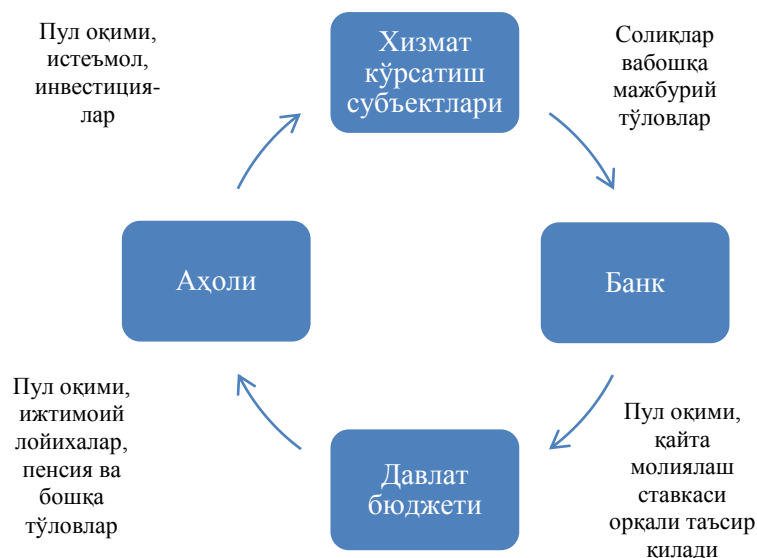 Пул оқими,
истеъмол,
инвестиция-
лар
Хизмат
кўрсатиш
субъектлари
Солиқлар
вабошқа
мажбурий
тўловлар
Аҳоли
Банк
Пул оқими,
ижтимоий
лойихалар,
пенсия ва
бошқа
тўловлар
Давлат
бюджети
Пул оқими,
қайта
молиялаш
ставкаси
орқали таъсир
қилади